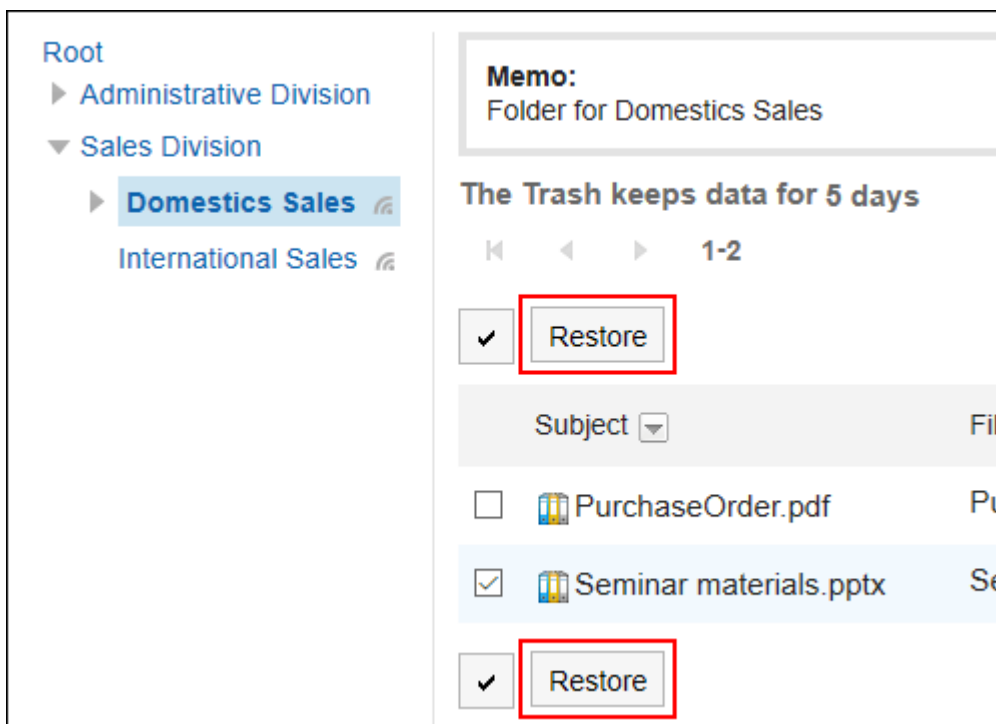 Root
Administrative Division
Sales Division
Domestics Sales
International Sales
Memo:
Folder for Domestics Sales
The Trash keeps data for 5 days
1-2
Restore
Subject
PurchaseOrder.pdf
Seminar materials.pptx
Restore